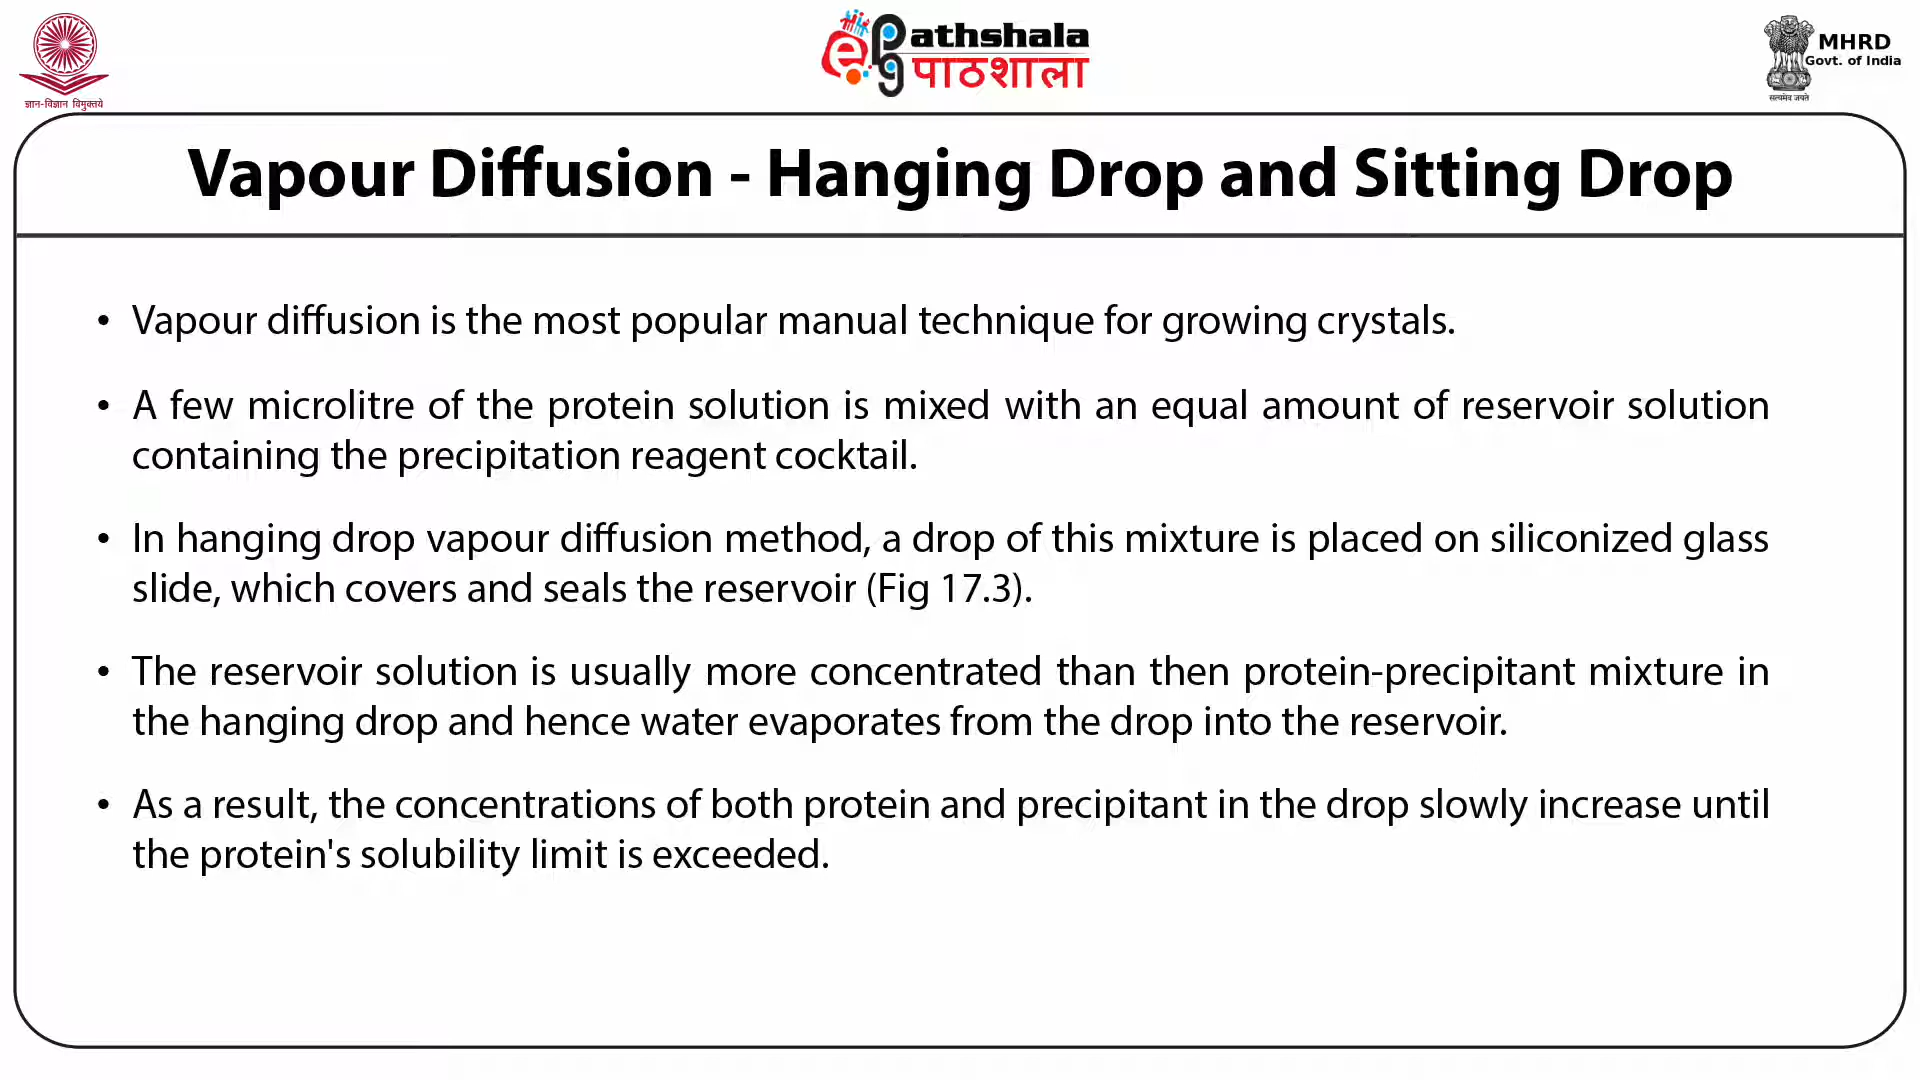 ज्ञान-विज्ञान विमुक्तये
e Pg athshala
पाठशाला
MHRD
Govt. of India
सत्यमेव जयते
Vapour Diffusion - Hanging Drop and Sitting Drop
• Vapour diffusion is the most popular manual technique for growing crystals.
• A few microlitre of the protein solution is mixed with an equal amount of reservoir solution
containing the precipitation reagent cocktail.
• In hanging drop vapour diffusion method, a drop of this mixture is placed on siliconized glass
slide, which covers and seals the reservoir (Fig 17.3).
• The reservoir solution is usually more concentrated than then protein-precipitant mixture in
the hanging drop and hence water evaporates from the drop into the reservoir.
• As a result, the concentrations of both protein and precipitant in the drop slowly increase until
the protein's solubility limit is exceeded.